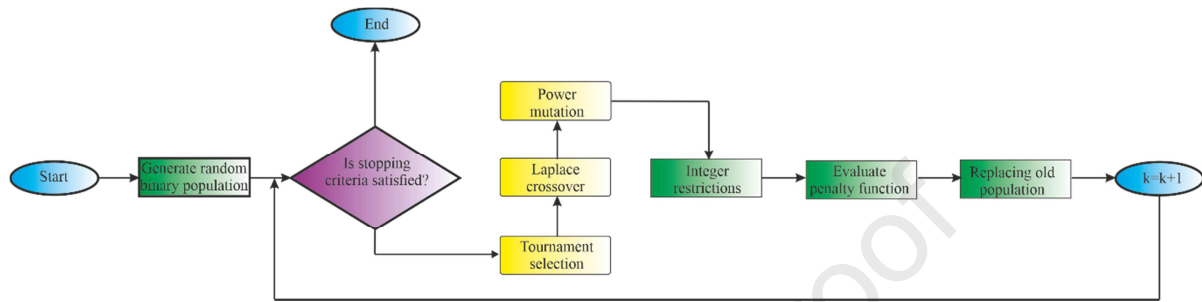 End
Start
Generate random
binary population
Is stopping
criteria satisfied?
Power
mutation
Laplace
crossover
Tournament
selection
Integer
restrictions
Evaluate
penalty function
Replacing old
population
k=k+1
roof